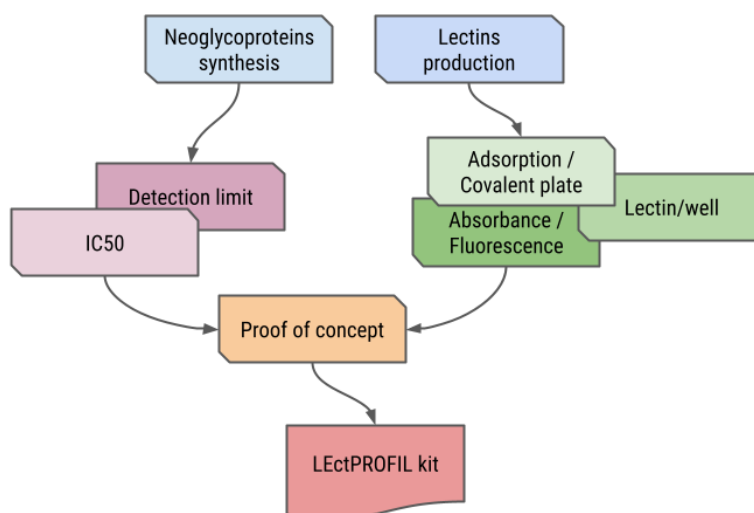 Neoglycoproteins
synthesis
Lectins
production
Detection limit
IC50
Adsorption /
Covalent plate
Absorbance /
Fluorescence
Lectin/well
Proof of concept
LEctPROFIL kit